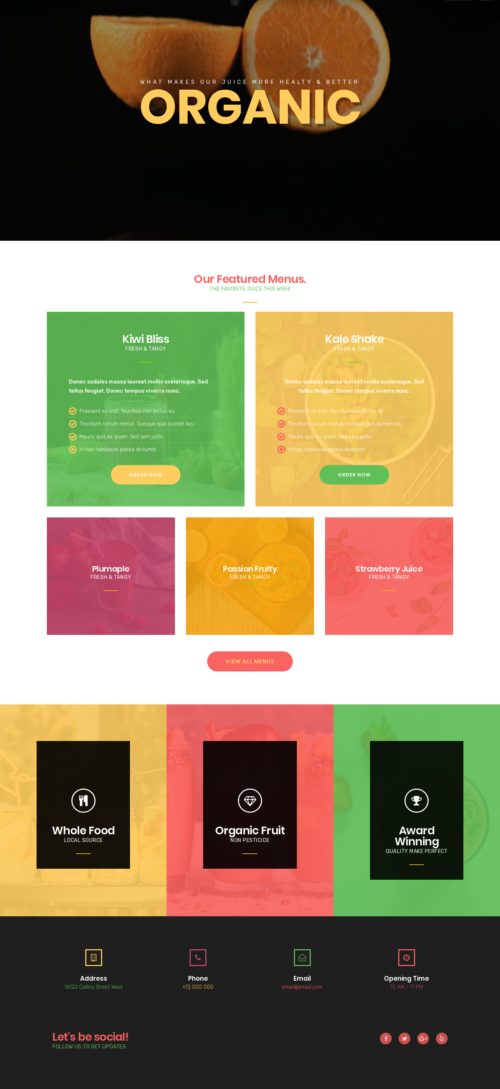 WHAT MAKES OUR JUICE MORE HEALTY & BETTER
ORGANIC
Our Featured Menus.
THE FAVORITE JUICE THIS WEEK
Kiwi Bliss
FRESH & TANGY
Donec sodales massa laoreet mollis scelerisque. Sed
tellus feugiat. Donec tempus viverra nunc.
Praesent ex erat, faucibus non lectus eu.
Tincidunt rutrum metus. Quisque quis laoreet leo.
Mauris quis ex quam. Sed sem justo.
In hac habitasse platea dictumst.
ORDER NOW
Kale Shake
FRESH & TANGY
Donec sodales massa laoreet mollis scelerisque. Sed
tellus feugiat. Donec tempus viverra nunc.
Praesent ex erat, faucibus non lectus eu.
Tincidunt rutrum metus. Quisque quis laoreet leo.
Mauris quis ex quam. Sed sem justo.
In hac habitasse platea dictumst.
ORDER NOW
Plumaple
FRESH & TANGY
Passion Fruity
FRESH & TANGY
Strawberry Juice
FRESH & TANGY
VIEW ALL MENUS
Whole Food
LOCAL SOURCE
Organic Fruit
NON PESTICIDE
Award
Winning
QUALITY MAKE PERFECT
Address
16122 Collins Street West
Phone
+72 000 000
Email
email@email.com
Opening Time
10 AM - 11 PM
Let's be social!
FOLLOW US TO GET UPDATES